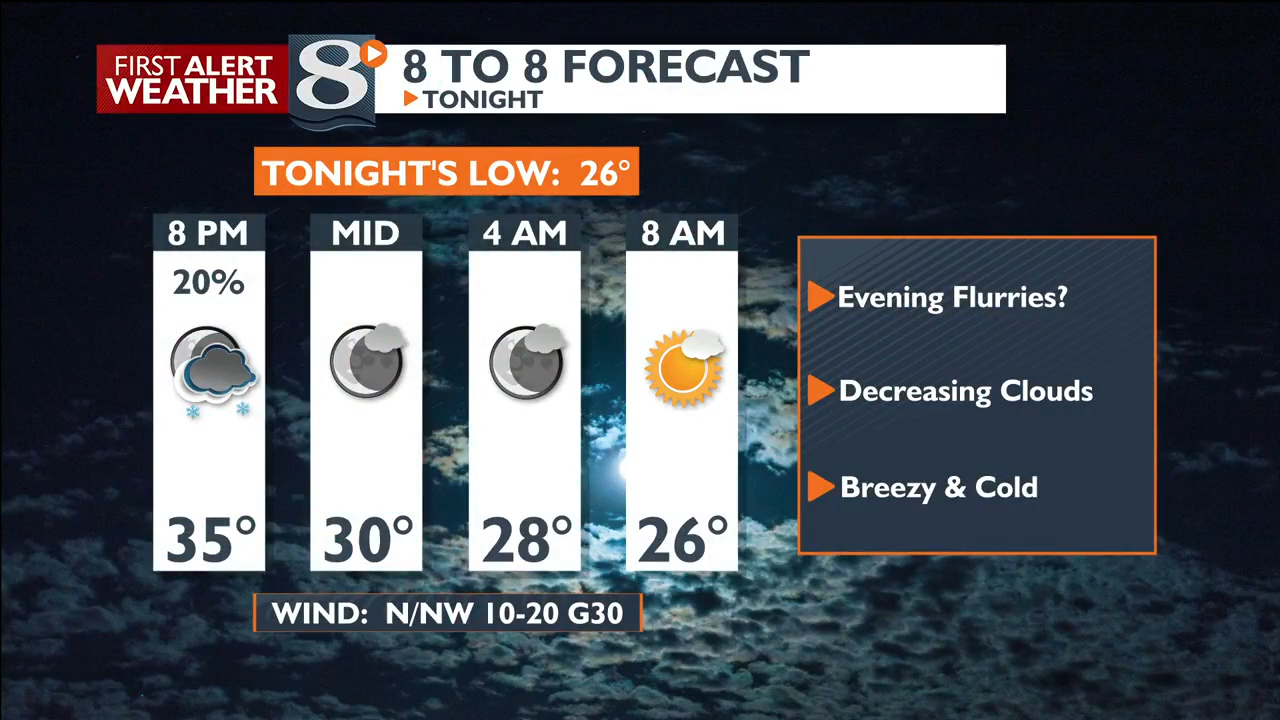 FIRST ALERT
WEATHER
8
8 TO 8 FORECAST
TONIGHT
TONIGHT'S LOW: 26°
8 PM
20%
35°
MID
30°
4 AM
28°
8 AM
26°
Evening Flurries?
Decreasing Clouds
Breezy & Cold
WIND: N/NW 10-20 G30